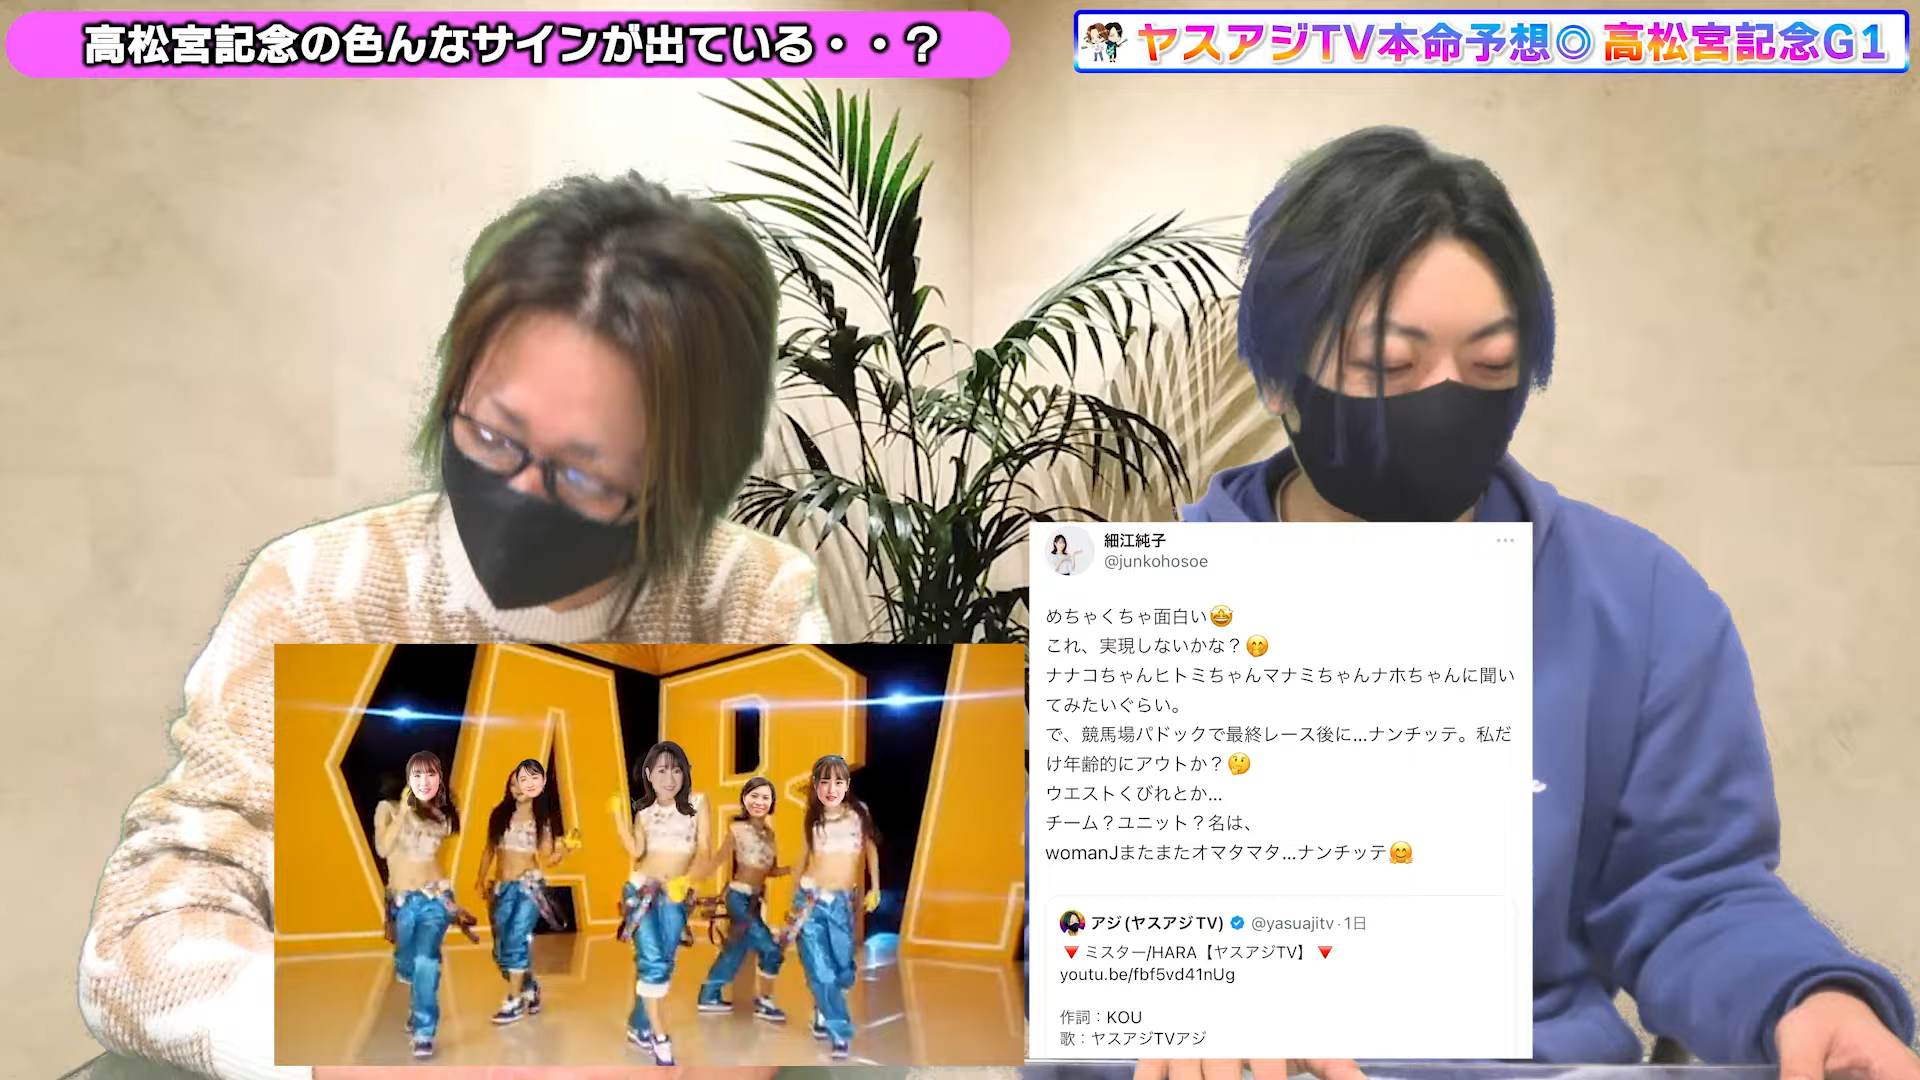 高松宮記念の色んなサインが出ている・・?
ヤスアジTV本命予想◎ 高松宮記念G1
細江純子
@junkohosoe
めちゃくちゃ面白い🤩
これ、実現しないかな?🤭
ナナコちゃんヒトミちゃんマナミちゃんナホちゃんに聞い
てみたいぐらい。
で、競馬場パドックで最終レース後に...ナンチッテ。私だ
け年齢的にアウトか?🤔
ウエストくびれとか...
チーム?ユニット?名は、
womanJまたまたオマタマタ...ナンチッテ🤗
アジ(ヤスアジTV) @yasuajitv·1日
🔻ミスター/HARA【ヤスアジTV】🔻
youtu.be/fbf5vd41nUg
作詞:KOU
歌:ヤスアジTVアジ